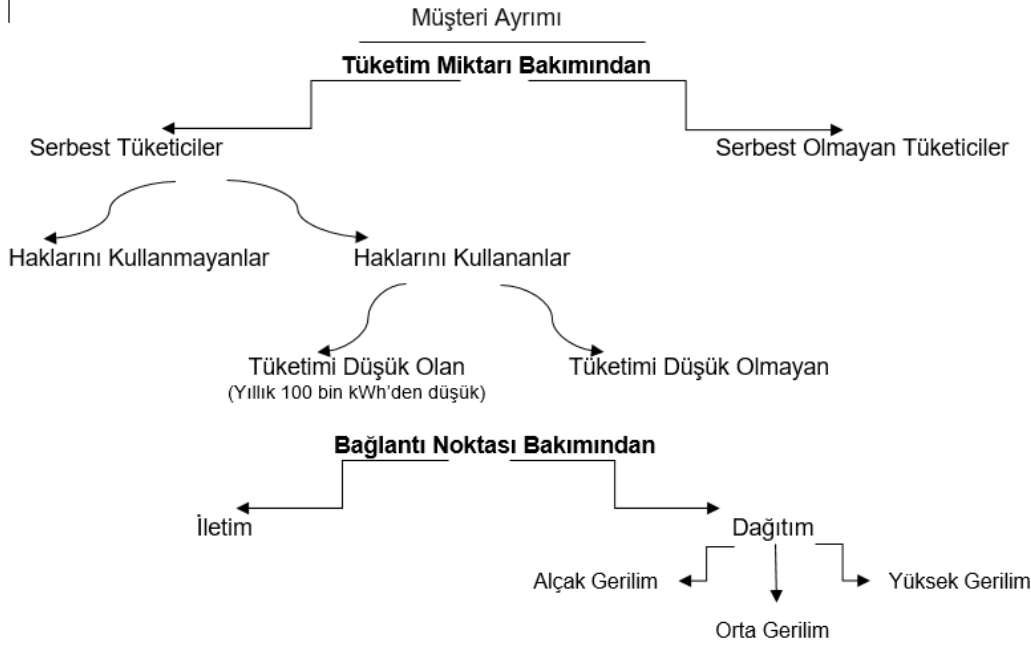 Müşteri Ayrımı
Tüketim Miktarı Bakımından
Serbest Tüketiciler
Serbest Olmayan Tüketiciler
Haklarını Kullanmayanlar
Haklarını Kullananlar
Tüketimi Düşük Olan
(Yıllık 100 bin kWh'den düşük)
Tüketimi Düşük Olmayan
Bağlantı Noktası Bakımından
İletim
Dağıtım
Alçak Gerilim
Yüksek Gerilim
Orta Gerilim